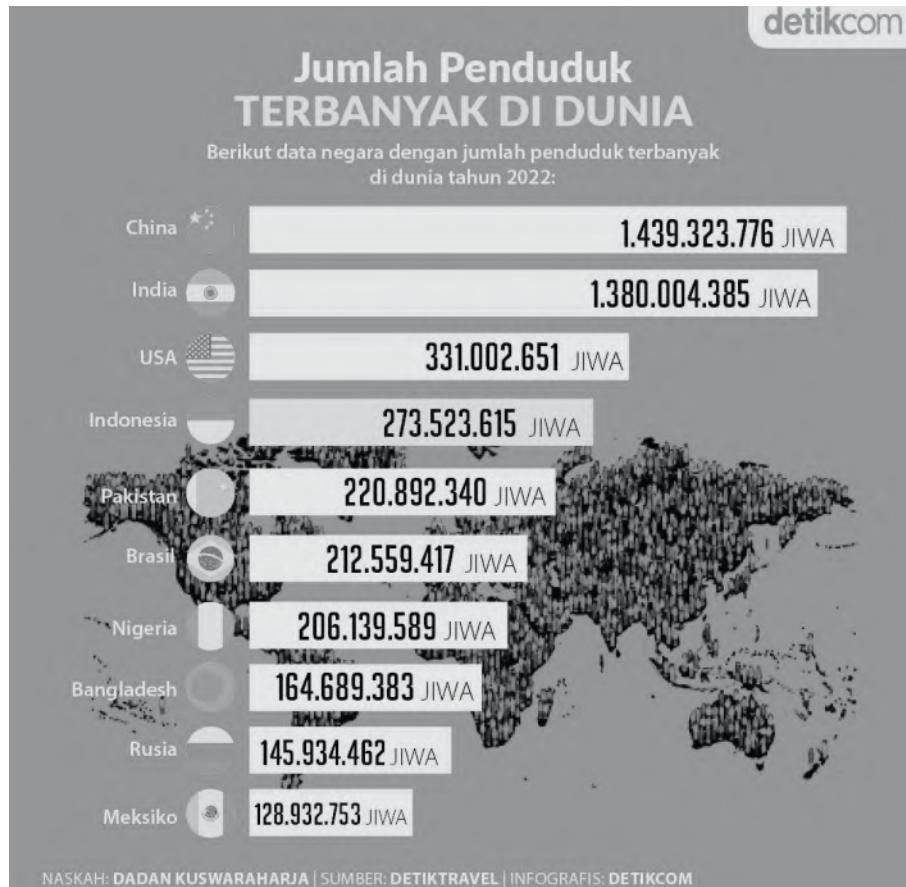 detikcom
Jumlah Penduduk
TERBANYAK DI DUNIA
Berikut data negara dengan jumlah penduduk terbanyak
di dunia tahun 2022:
China 1.439.323.776 JIWA
India 1.380.004.385 JIWA
USA 331.002.651 JIWA
Indonesia 273.523.615 JIWA
Pakistan 220.892.340 JIWA
Brasil 212.559.417 JIWA
Nigeria 206.139.589 JIWA
Bangladesh 164.689.383 JIWA
Rusia 145.934.462 JIWA
Meksiko 128.932.753 JIWA
NASKAH: DADAN KUSWARAHARJA | SUMBER: DETIKTRAVEL | INFOGRAFIS: DETIKCOM